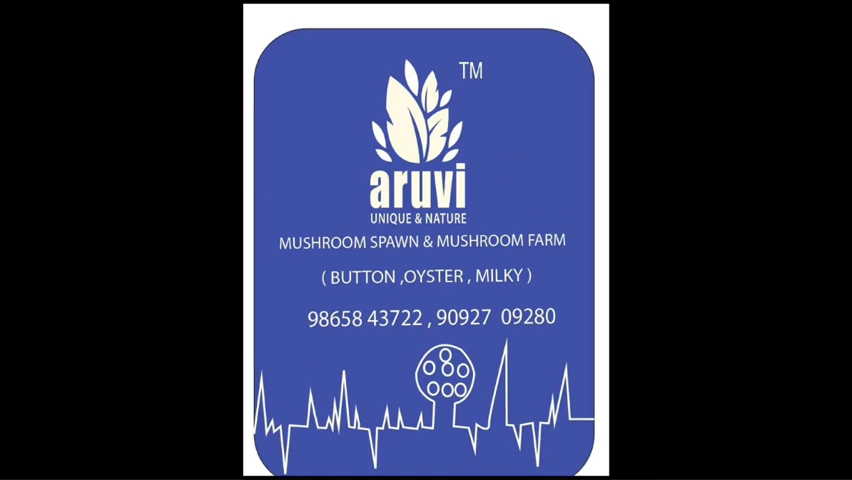 TM
aruvi
UNIQUE & NATURE
MUSHROOM SPAWN & MUSHROOM FARM
( BUTTON ,OYSTER , MILKY )
98658 43722 , 90927 09280